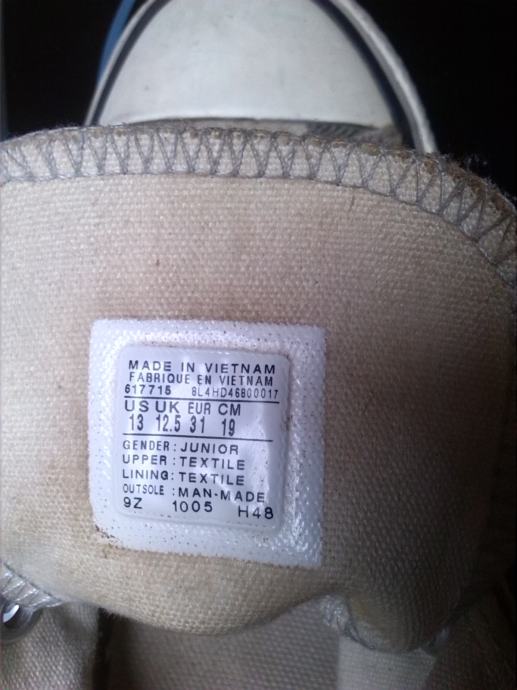 MADE IN VIETNAM
FABRIQUE EN VIETNAM
617715 8L4HD46800017
US UK EUR CM
13 12.5 31 19
GENDER : JUNIOR
UPPER : TEXTILE
LINING : TEXTILE
OUTSOLE : MAN-MADE
9Z 1005 H48